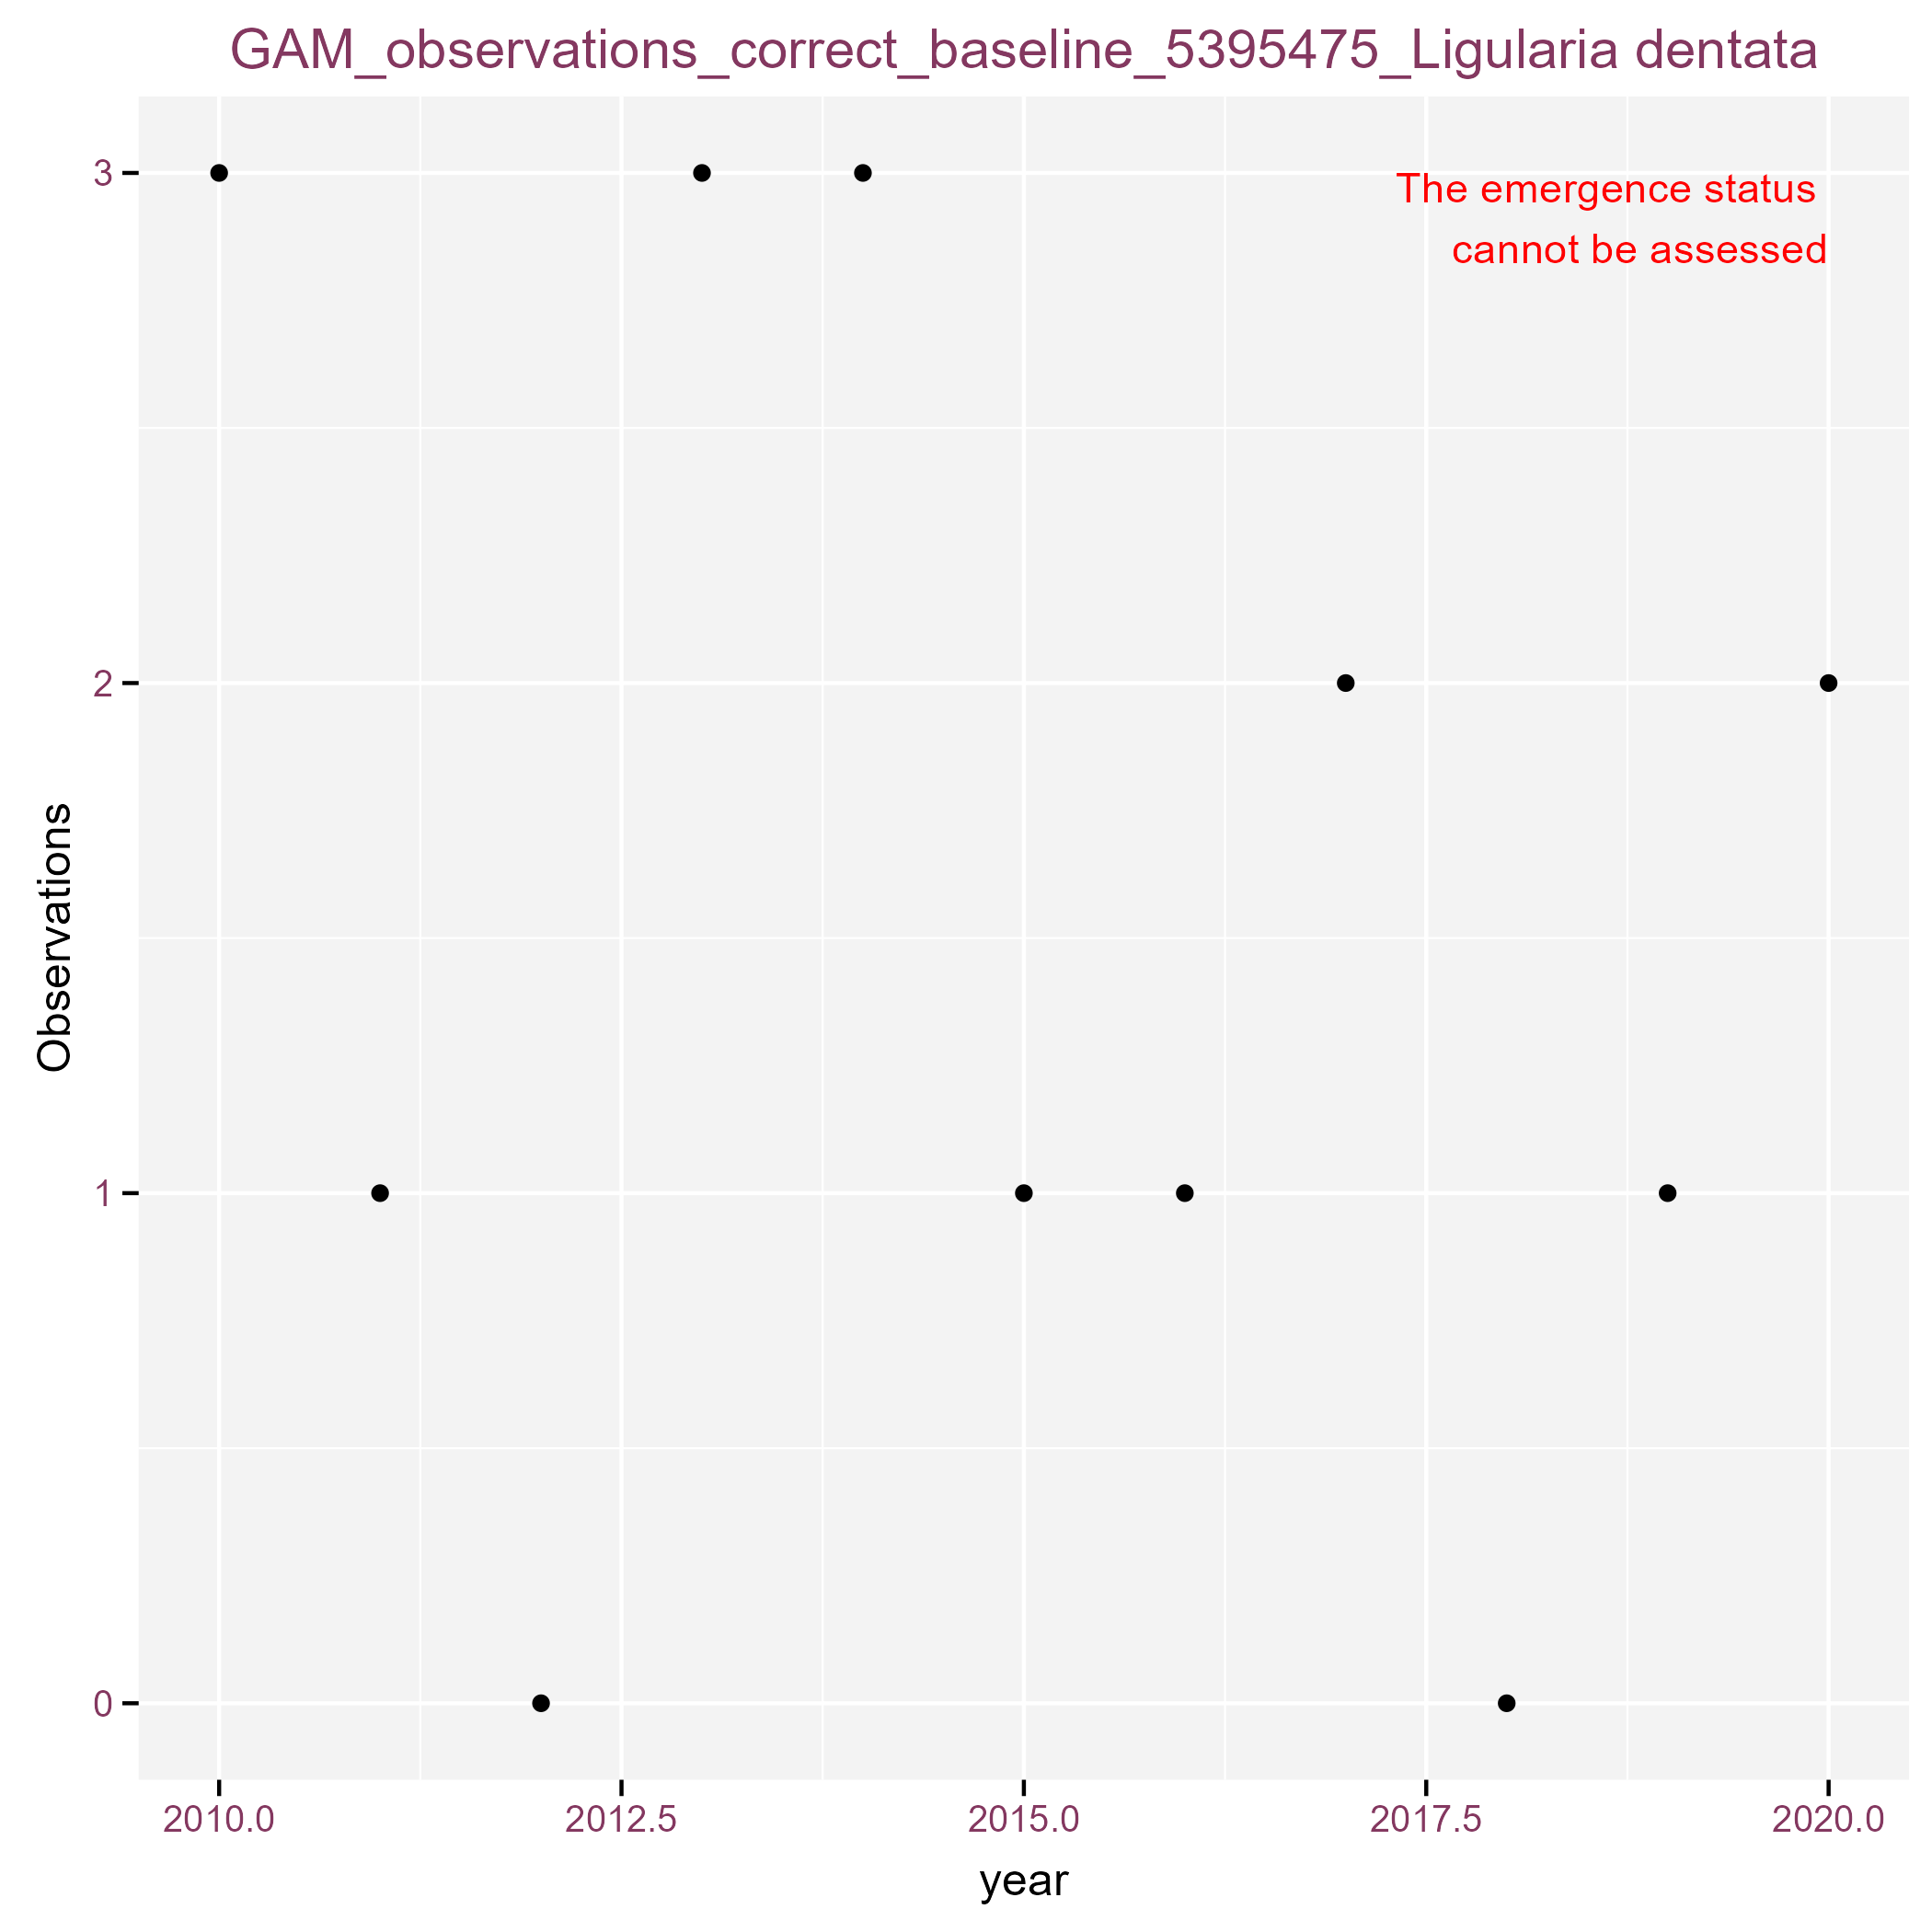 GAM_observations_correct_baseline_5395475_Ligularia dentata
The emergence status
cannot be assessed
3
2
1
0
Observations
2010.0 2012.5 2015.0 2017.5 2020.0
year